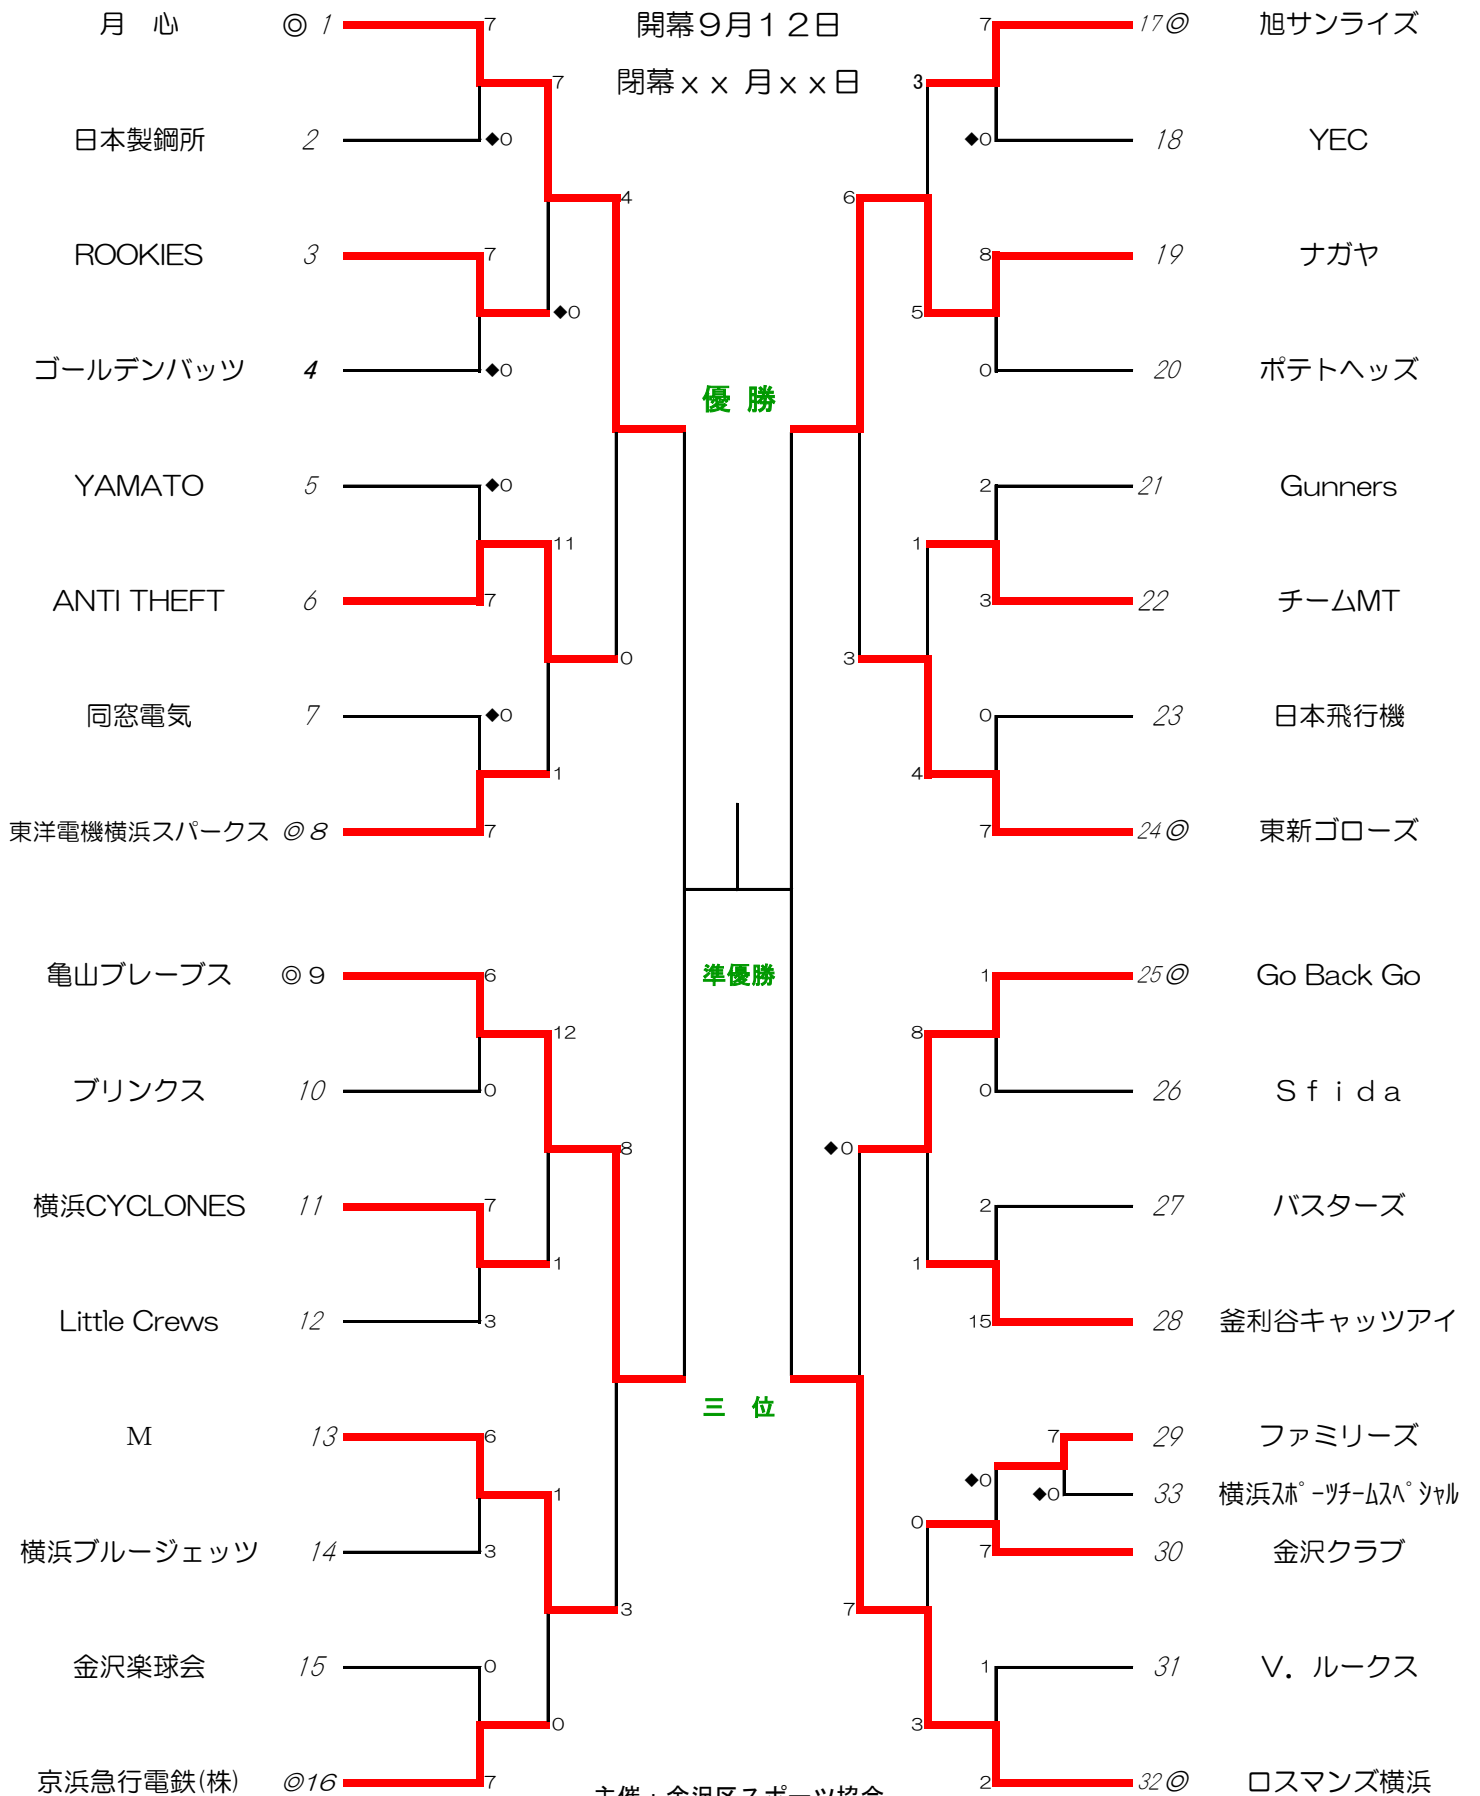 開幕9月12日
閉幕xx 月xx日
月　心 ◎ 1 7
7
日本製鋼所 2 ◆0
4
ROOKIES 3 7
◆0
ゴールデンバッツ 4 ◆0
YAMATO 5 ◆0
11
ANTI THEFT 6 7
0
同窓電気 7 ◆0
1
東洋電機横浜スパークス ◎8 7
亀山ブレーブス ◎9 6
12
ブリンクス 10 0
8
横浜CYCLONES 11 7
1
Little Crews 12 3
M 13 6
1
横浜ブルージェッツ 14 3
3
金沢楽球会 15 0
0
京浜急行電鉄(株) ◎16 7
優 勝
準優勝
三　位
7 17◎ 旭サンライズ
3
◆0 18 YEC
6
8 19 ナガヤ
5
0 20 ポテトヘッズ
2 21 Gunners
1
3 22 チームMT
3
0 23 日本飛行機
4
7 24◎ 東新ゴローズ
1 25◎ Go Back Go
8
0 26 Ｓｆｉｄａ
◆0
2 27 バスターズ
1
15 28 釜利谷キャッツアイ
7 29 ファミリーズ
◆0
◆0 33 横浜ｽﾎﾟｰﾂﾁｰﾑｽﾍﾟｼｬﾙ
0
7 30 金沢クラブ
7
1 31 Ｖ．ルークス
3
2 32◎ ロスマンズ横浜
主催：金沢区スポーツ協会